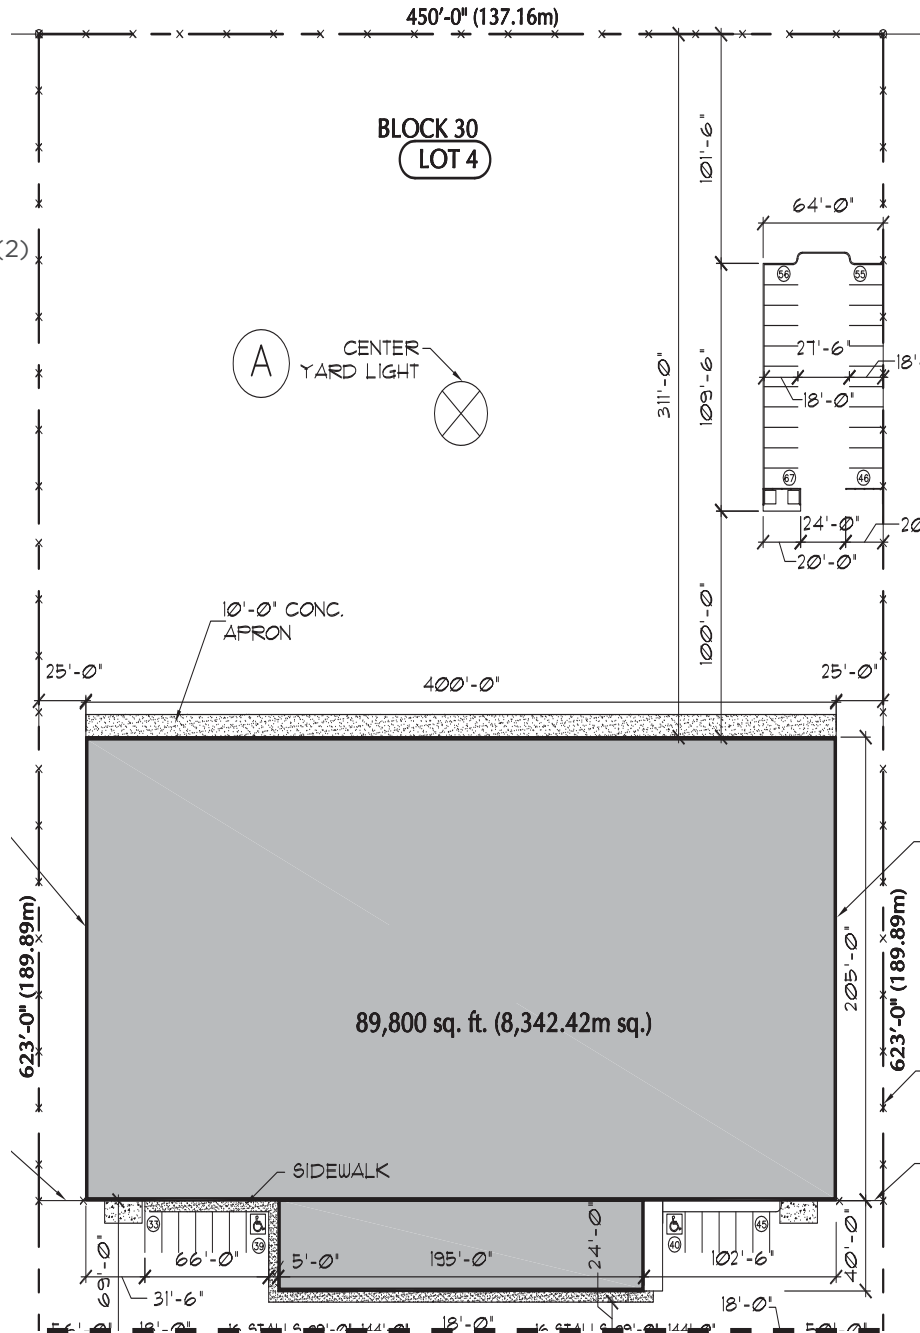 450'-0" (137.16m)
BLOCK 30
LOT 4
101'-6"
64'-0"
(2)
56
55
CENTER
YARD LIGHT
A
27'-6"
18'
18'-0"
311'-0"
109'-6"
67
46
24'-0"
20
20'-0"
10'-0" CONC.
APRON
100'-0"
25'-0"
400'-0"
25'-0"
623'-0" (189.89m)
205'-0"
623'-0" (189.89m)
89,800 sq. ft. (8,342.42m sq.)
SIDEWALK
33
39
40
45
69'-0"
66'-0"
5'-0"
195'-0"
24'-0"
102'-6"
40'-0"
31'-6"
18'-0"
18'-0"